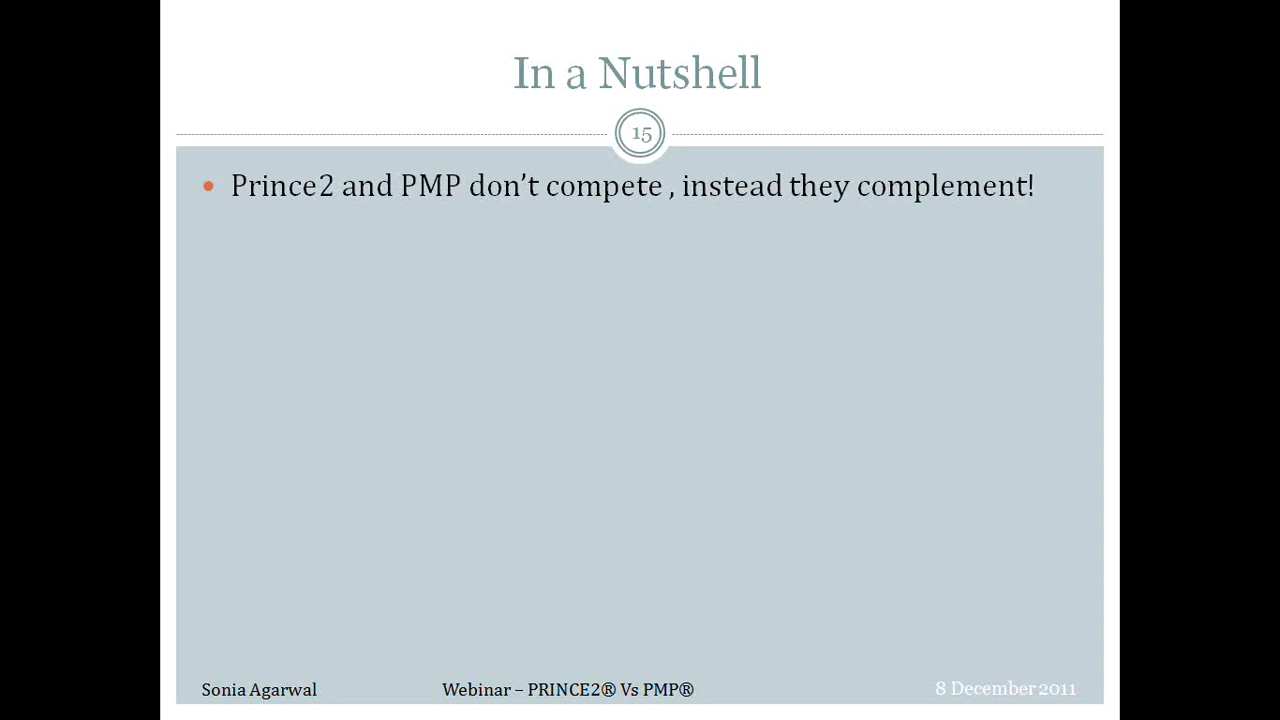 In a Nutshell
15
• Prince2 and PMP don’t compete , instead they complement!
Sonia Agarwal
Webinar – PRINCE2® Vs PMP®
8 December 2011